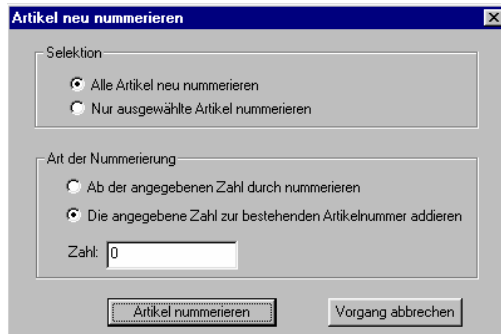 Artikel neu nummerieren
Selektion
Alle Artikel neu nummerieren
Nur ausgewählte Artikel nummerieren
Art der Nummerierung
Ab der angegebenen Zahl durch nummerieren
Die angegebene Zahl zur bestehenden Artikelnummer addieren
Zahl: 0
Artikel nummerieren Vorgang abbrechen